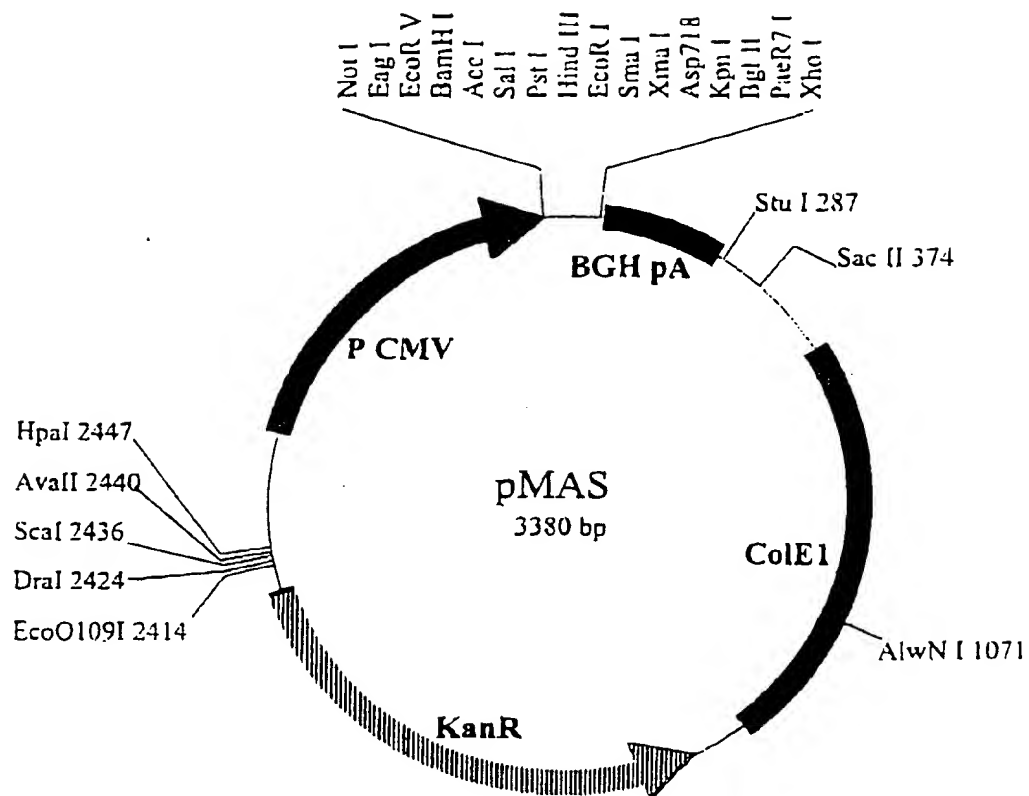 Not I
Eag I
EcoR V
BamH I
Acc I
Sal I
Pst I
Hind III
EcoR I
Sma I
Xma I
Asp718
Kpn I
Bgl II
PaeR7 I
Xho I
Stu I 287
Sac II 374
BGH pA
P CMV
HpaI 2447
AvaII 2440
ScaI 2436
DraI 2424
EcoO109I 2414
pMAS
3380 bp
ColE1
AlwN I 1071
KanR